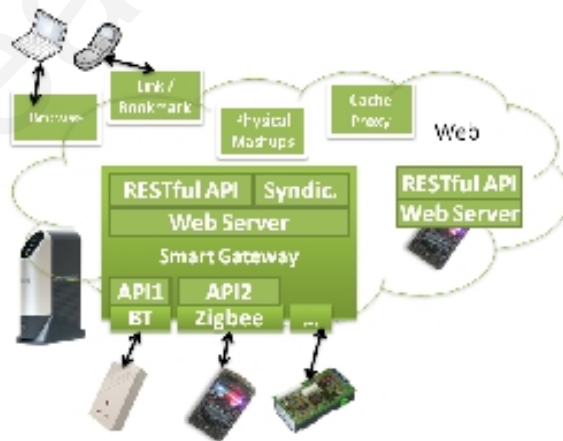 Browse
Link /
Bookmark
Physical
Mashups
Cache
Proxy
Web
RESTful API
Syndic.
Web Server
Smart Gateway
API1
API2
BT
Zigbee
...
RESTful API
Web Server